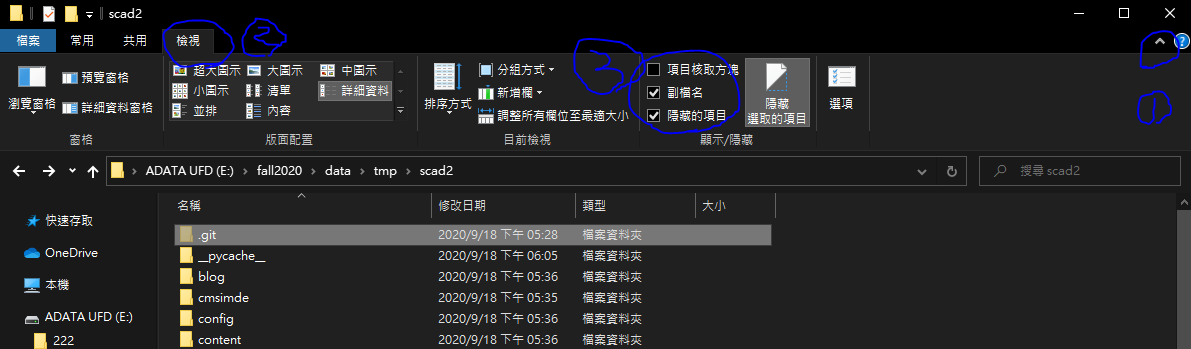 scad2
檔案 常用 共用 檢視 ② ①
超大圖示 大圖示 中圖示
小圖示 清單 詳細資料
並排 內容
瀏覽窗格 預覽窗格
詳細資料窗格
排序方式 分組方式
新增欄
調整所有欄位至最適大小
③
項目核取方塊
副檔名
隱藏的項目
隱藏
選取的項目
選項
窗格 版面配置 目前檢視 顯示/隱藏
ADATA UFD (E:) fall2020 data tmp scad2 搜尋 scad2
名稱 修改日期 類型 大小
快速存取
OneDrive
本機
ADATA UFD (E:)
222
.git 2020/9/18 下午 05:28 檔案資料夾
__pycache__ 2020/9/18 下午 06:05 檔案資料夾
blog 2020/9/18 下午 05:36 檔案資料夾
cmsimde 2020/9/18 下午 05:35 檔案資料夾
config 2020/9/18 下午 05:36 檔案資料夾
content 2020/9/18 下午 05:36 檔案資料夾